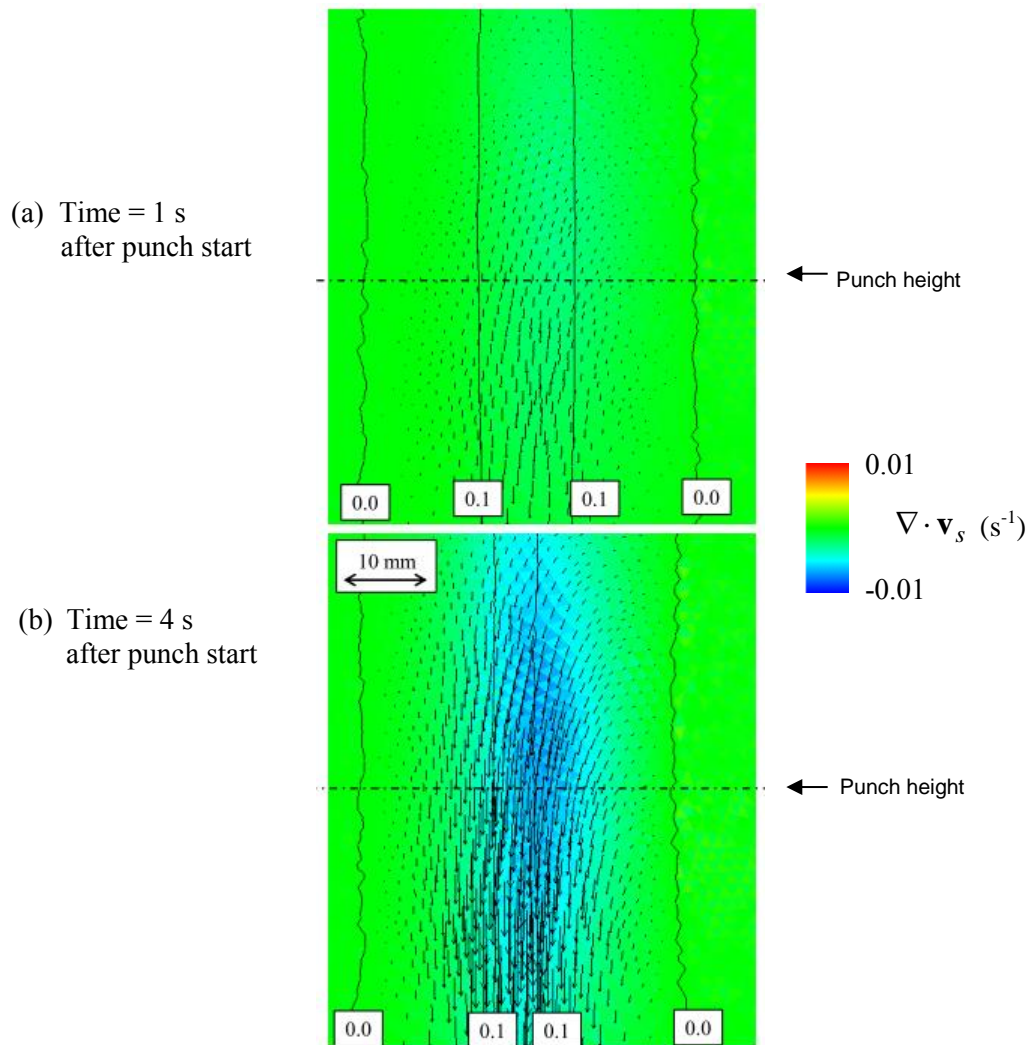 (a) Time = 1 s
after punch start
Punch height
0.0
0.1
0.1
0.0
0.01
∇ · v_s (s⁻¹)
-0.01
10 mm
(b) Time = 4 s
after punch start
Punch height
0.0
0.1
0.1
0.0